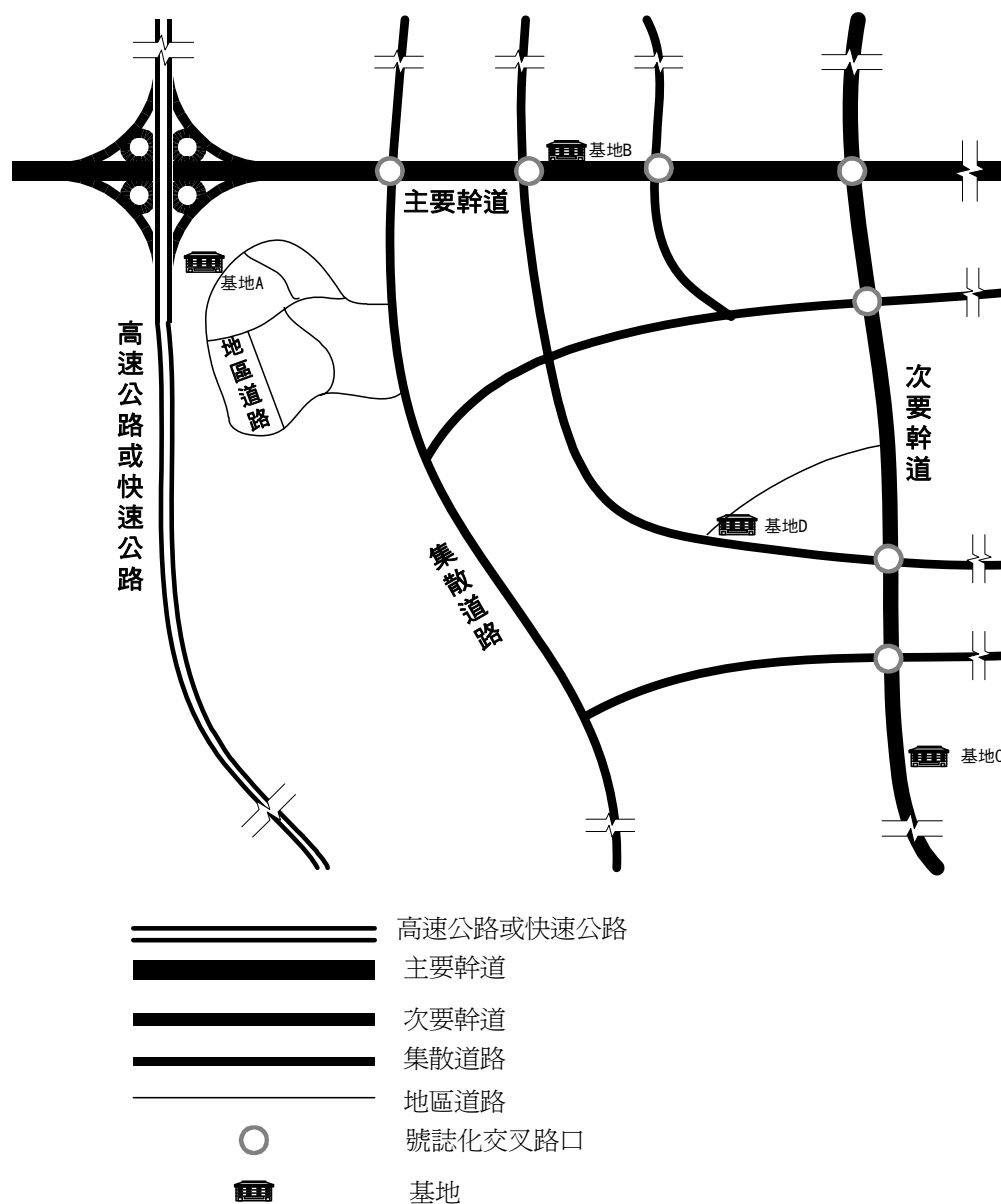 基地B
主要幹道
基地A
高速公路或快速公路
地區道路
次要幹道
基地D
集散道路
基地C
高速公路或快速公路
主要幹道
次要幹道
集散道路
地區道路
號誌化交叉路口
基地